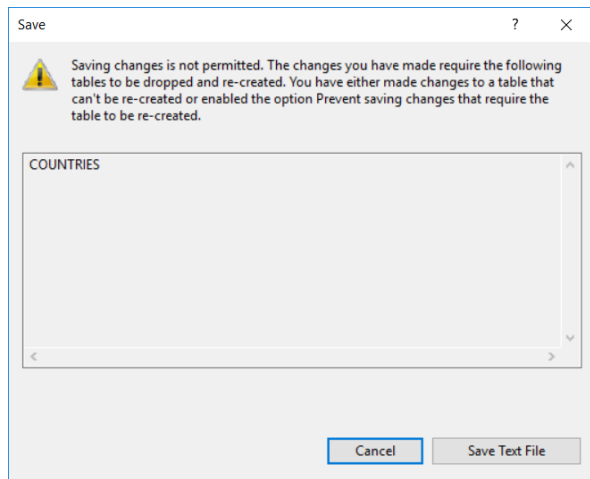 Save
?
Saving changes is not permitted. The changes you have made require the following
tables to be dropped and re-created. You have either made changes to a table that
can't be re-created or enabled the option Prevent saving changes that require the
table to be re-created.
COUNTRIES
Cancel
Save Text File